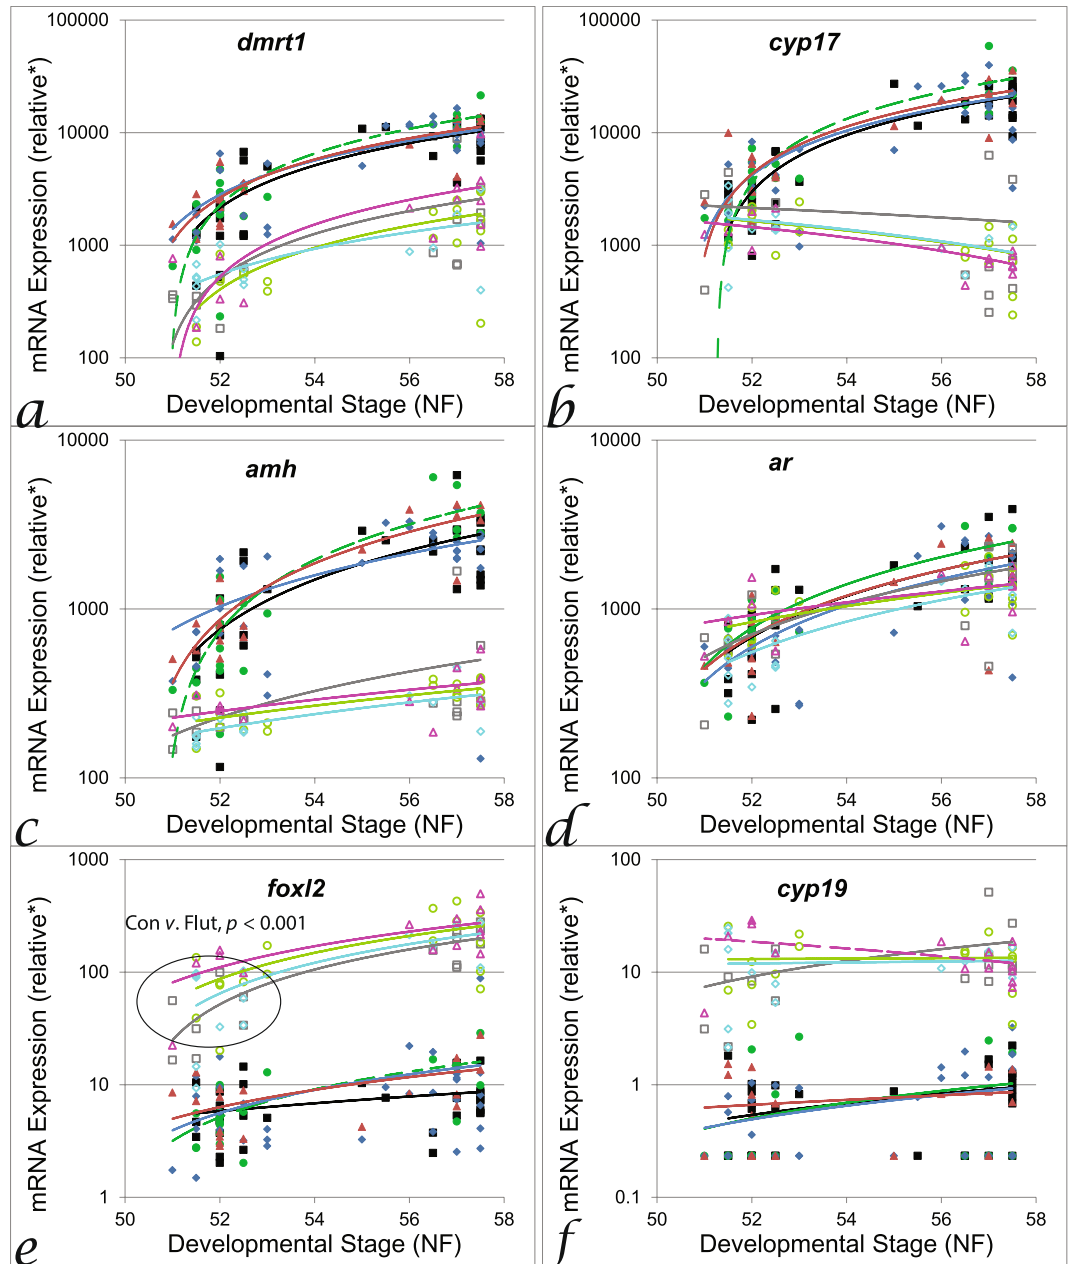 dmrt1
mRNA Expression (relative*)
100000
10000
1000
100
50 52 54 56 58
Developmental Stage (NF)
a
cyp17
mRNA Expression (relative*)
100000
10000
1000
100
50 52 54 56 58
Developmental Stage (NF)
b
amh
mRNA Expression (relative*)
10000
1000
100
50 52 54 56 58
Developmental Stage (NF)
c
ar
mRNA Expression (relative*)
10000
1000
100
50 52 54 56 58
Developmental Stage (NF)
d
foxl2
Con v. Flut, p < 0.001
mRNA Expression (relative*)
1000
100
10
1
50 52 54 56 58
Developmental Stage (NF)
e
cyp19
mRNA Expression (relative*)
100
10
1
0.1
50 52 54 56 58
Developmental Stage (NF)
f